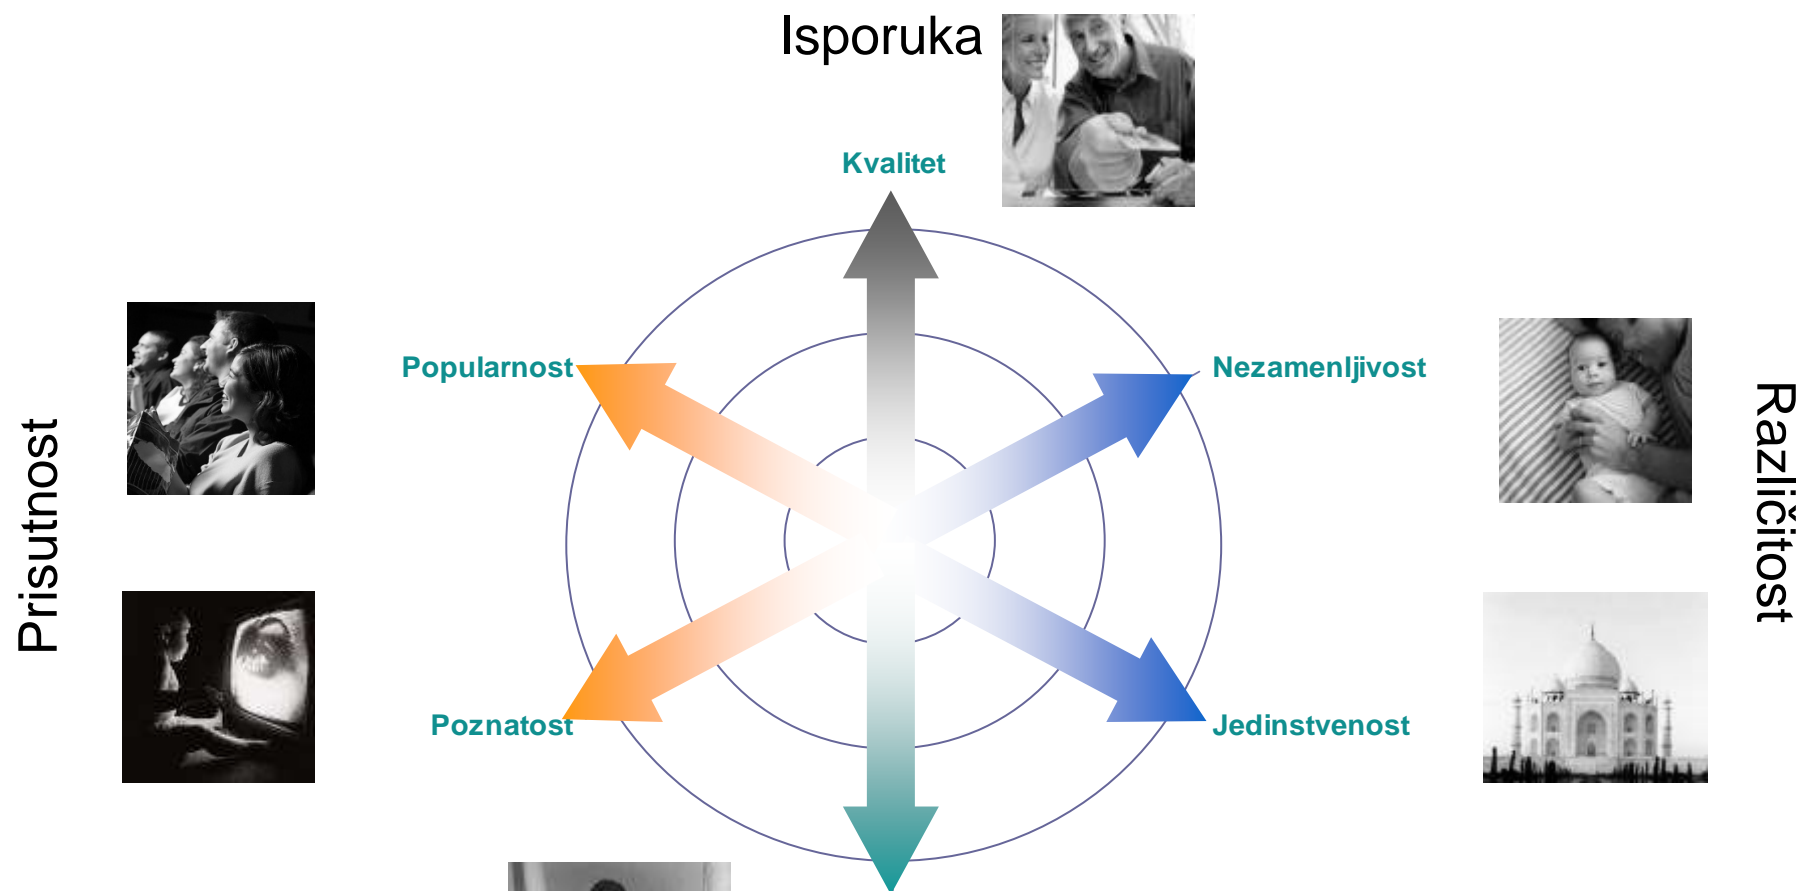 Isporuka
Kvalitet
Popularnost
Nezamenljivost
Prisutnost
Različitost
Poznatost
Jedinstvenost